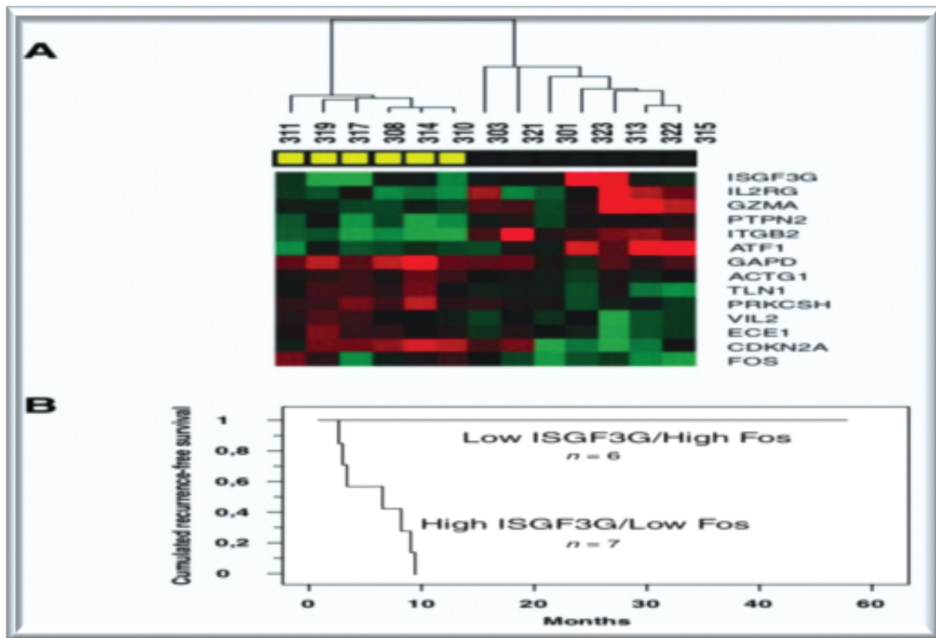 A
311 319 317 308 314 310 303 321 301 323 313 322 315
ISGF3G
IL2RG
GZMA
PTPN2
ITGB2
ATF1
GAPD
ACTG1
TLN1
PRKCSH
VIL2
ECE1
CDKN2A
FOS
B
Cumulated recurrence-free survival
1
0,8
0,6
0,4
0,2
0
Low ISGF3G/High Fos
n = 6
High ISGF3G/Low Fos
n = 7
0 10 20 30 40 60
Months